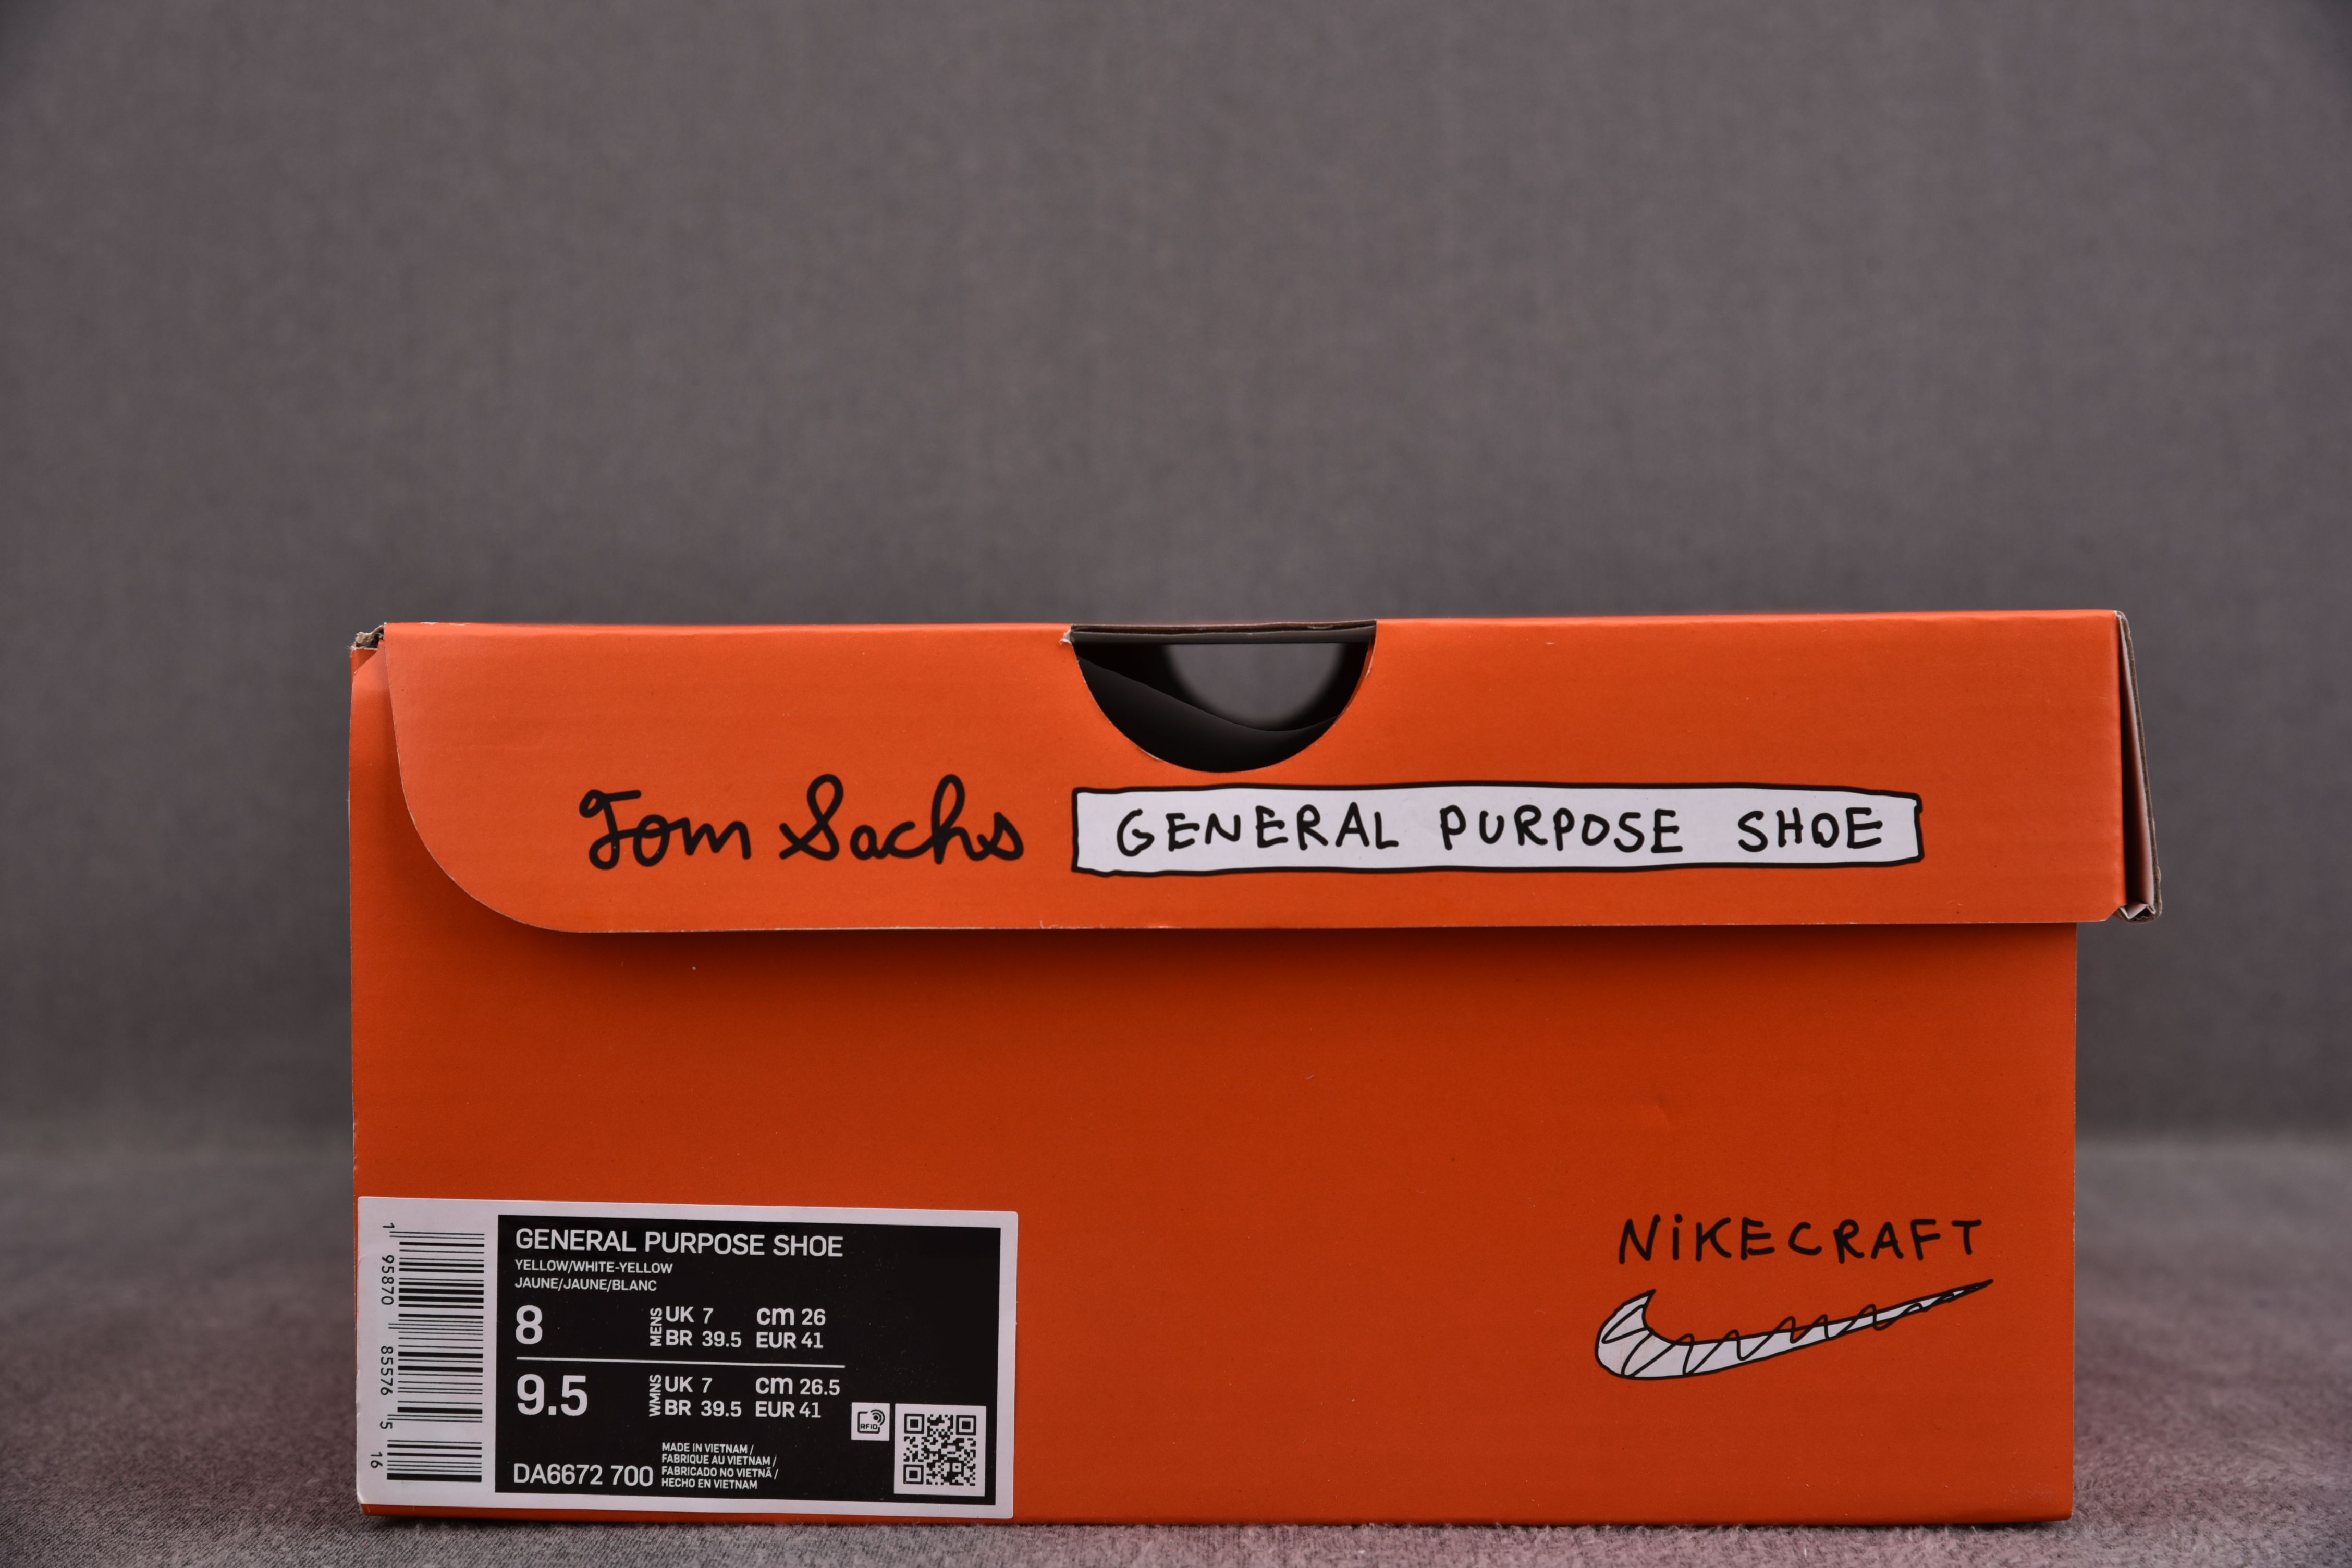 Tom Sachs GENERAL PURPOSE SHOE
GENERAL PURPOSE SHOE
YELLOW/WHITE-YELLOW
JAUNE/JAUNE/BLANC
8 MENS UK 7 cm 26
BR 39.5 EUR 41
9.5 WMNS UK 7 cm 26.5
BR 39.5 EUR 41
RFID
DA6672 700
MADE IN VIETNAM /
FABRIQUE AU VIETNAM /
FABRICADO NO VIETNÃ /
HECHO EN VIETNAM
1 95870 85576 5 16
NiKECRAFT